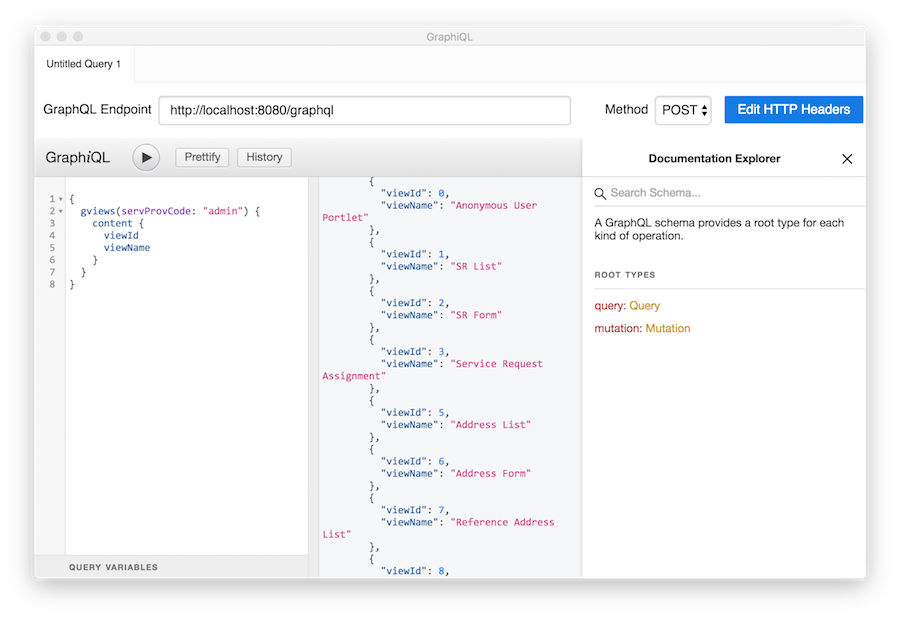 GraphiQL
Untitled Query 1
GraphQL Endpoint http://localhost:8080/graphql Method POST Edit HTTP Headers
GraphiQL Prettify History
1 {
2 gviews(servProvCode: "admin") {
3 content {
4 viewId
5 viewName
6 }
7 }
8 }
QUERY VARIABLES
{
"viewId": 0,
"viewName": "Anonymous User
Portlet"
},
{
"viewId": 1,
"viewName": "SR List"
},
{
"viewId": 2,
"viewName": "SR Form"
},
{
"viewId": 3,
"viewName": "Service Request
Assignment"
},
{
"viewId": 5,
"viewName": "Address List"
},
{
"viewId": 6,
"viewName": "Address Form"
},
{
"viewId": 7,
"viewName": "Reference Address
List"
},
{
"viewId": 8,
Documentation Explorer
Search Schema...
A GraphQL schema provides a root type for each
kind of operation.
ROOT TYPES
query: Query
mutation: Mutation